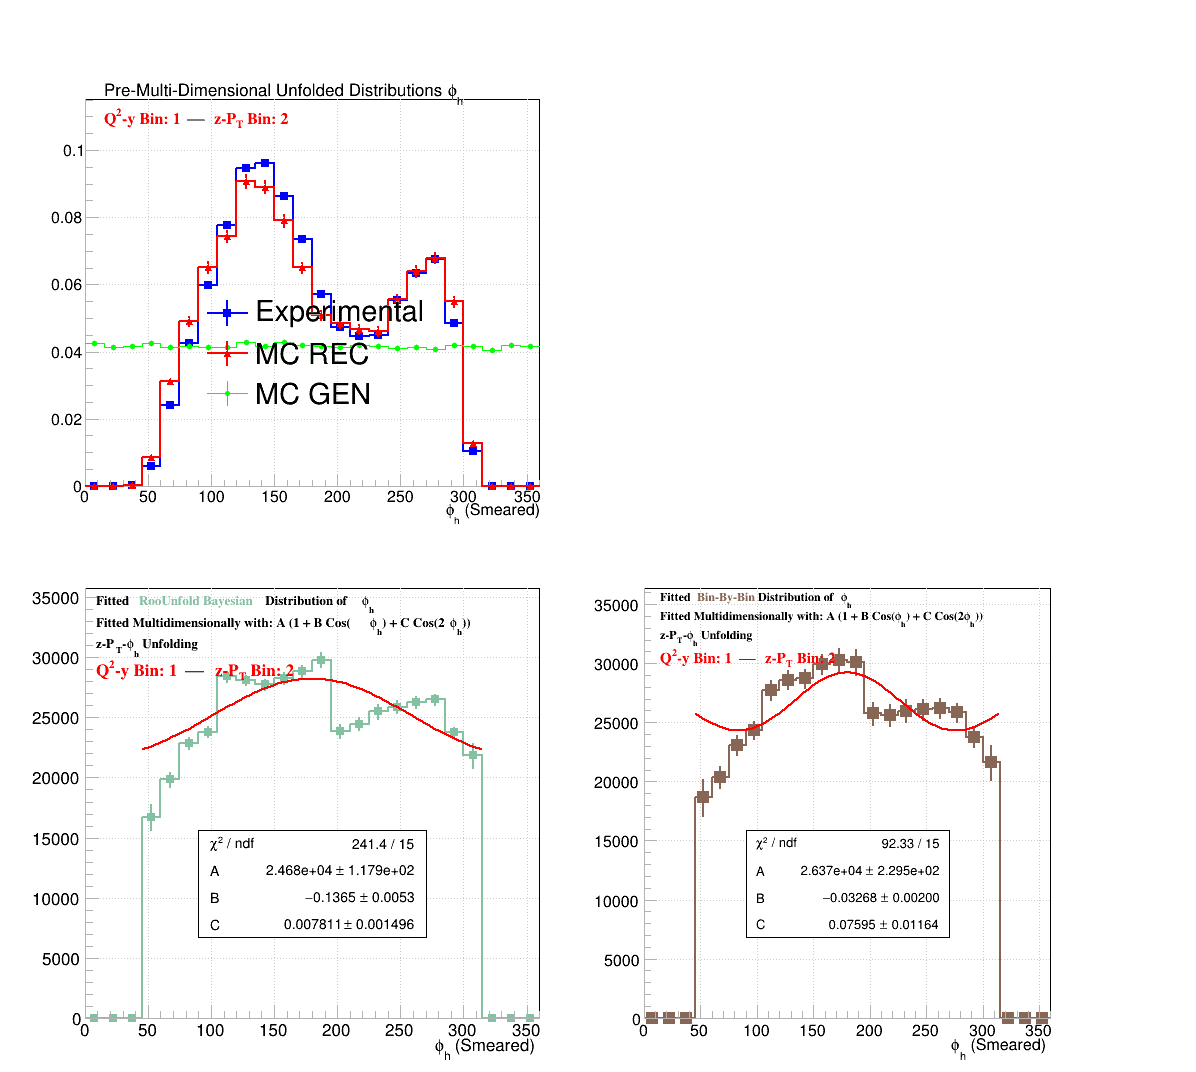 Pre-Multi-Dimensional Unfolded Distributions ϕh
Q²-y Bin: 1 — z-PT Bin: 2
0.1
0.08
0.06
0.04
0.02
0
Experimental
MC REC
MC GEN
0 50 100 150 200 250 300 350
ϕh (Smeared)
Fitted RooUnfold Bayesian Distribution of ϕh
Fitted Multidimensionally with: A (1 + B Cos(ϕh) + C Cos(2 ϕh))
z-PT-ϕh Unfolding
Q²-y Bin: 1 — z-PT Bin: 2
35000
30000
25000
20000
15000
10000
5000
0
χ² / ndf 241.4 / 15
A 2.468e+04 ± 1.179e+02
B −0.1365 ± 0.0053
C 0.007811 ± 0.001496
0 50 100 150 200 250 300 350
ϕh (Smeared)
Fitted Bin-By-Bin Distribution of ϕh
Fitted Multidimensionally with: A (1 + B Cos(ϕh) + C Cos(2ϕh))
z-PT-ϕh Unfolding
Q²-y Bin: 1 — z-PT Bin: 2
35000
30000
25000
20000
15000
10000
5000
0
χ² / ndf 92.33 / 15
A 2.637e+04 ± 2.295e+02
B −0.03268 ± 0.00200
C 0.07595 ± 0.01164
0 50 100 150 200 250 300 350
ϕh (Smeared)